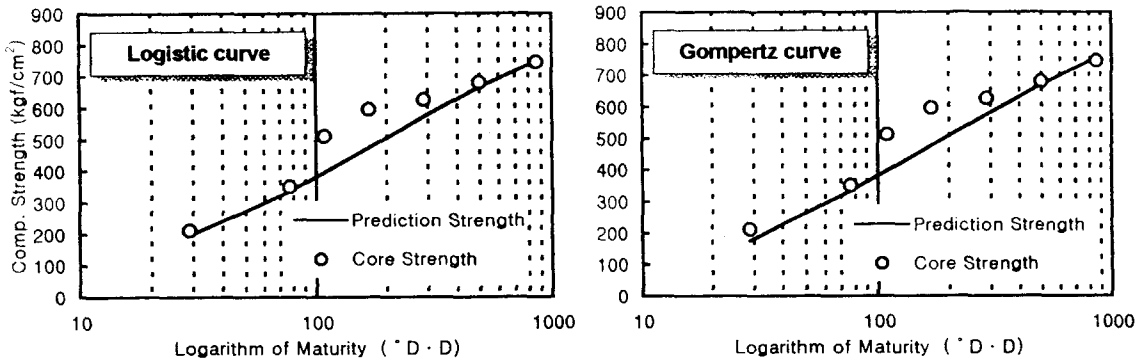 Comp. Strength (kgf/cm²)
900
800
700
600
500
400
300
200
100
0
Logistic curve
Prediction Strength
Core Strength
10
100
1000
Logarithm of Maturity (°D·D)
900
800
700
600
500
400
300
200
100
0
Gompertz curve
Prediction Strength
Core Strength
10
100
1000
Logarithm of Maturity (°D·D)